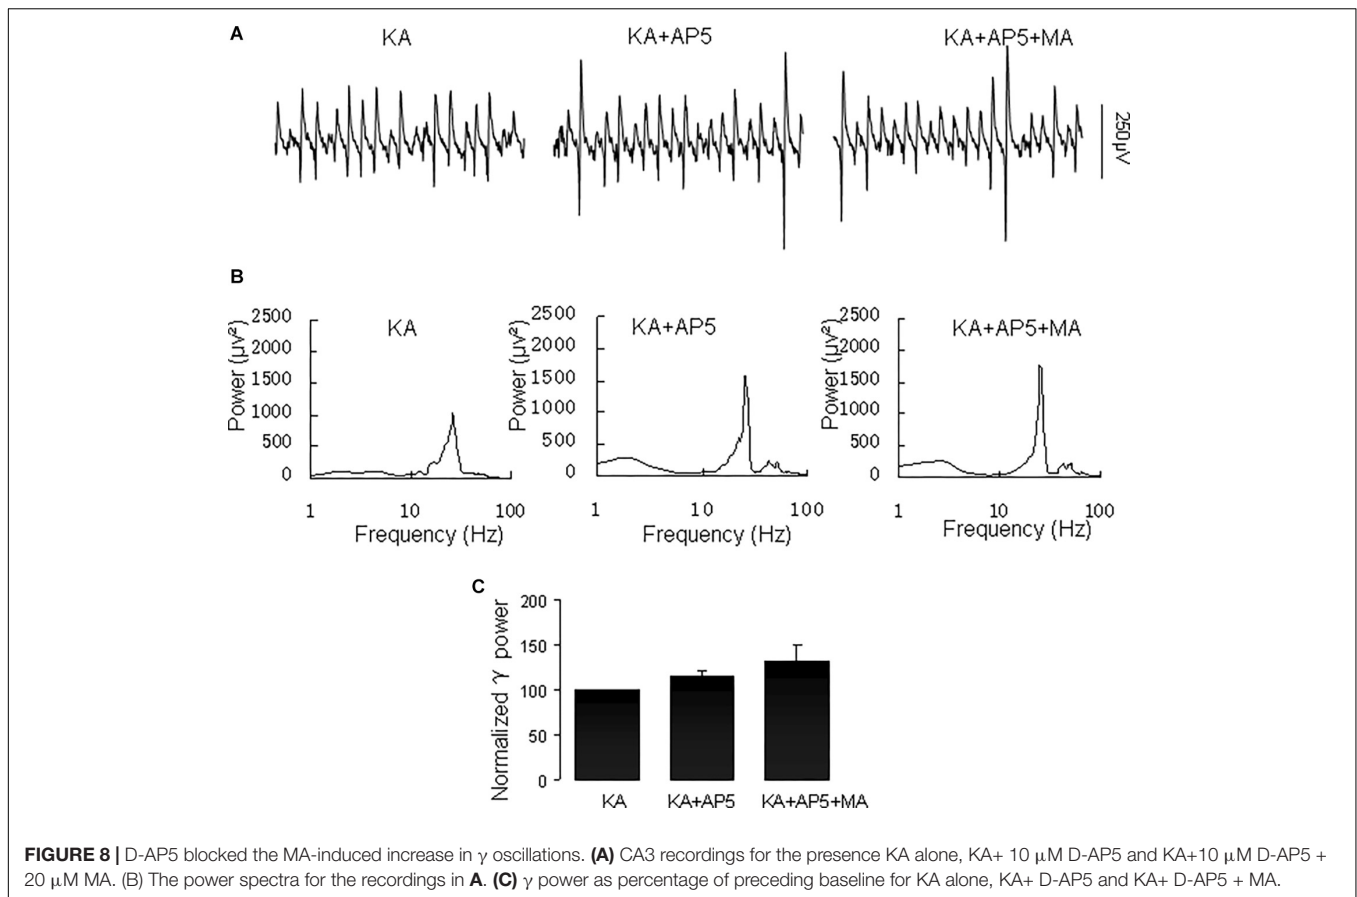 A
KA
KA+AP5
KA+AP5+MA
250μV
B
Power (μv²)
2500
2000
1500
1000
500
0
KA
1 10 100
Frequency (Hz)
Power (μv²)
2500
2000
1500
1000
500
0
KA+AP5
1 10 100
Frequency (Hz)
Power (μv²)
2500
2000
1500
1000
500
0
KA+AP5+MA
1 10 100
Frequency (Hz)
C
Normalized γ power
200
150
100
50
0
KA KA+AP5 KA+AP5+MA
FIGURE 8 | D-AP5 blocked the MA-induced increase in γ oscillations. (A) CA3 recordings for the presence KA alone, KA+ 10 μM D-AP5 and KA+10 μM D-AP5 +
20 μM MA. (B) The power spectra for the recordings in A. (C) γ power as percentage of preceding baseline for KA alone, KA+ D-AP5 and KA+ D-AP5 + MA.